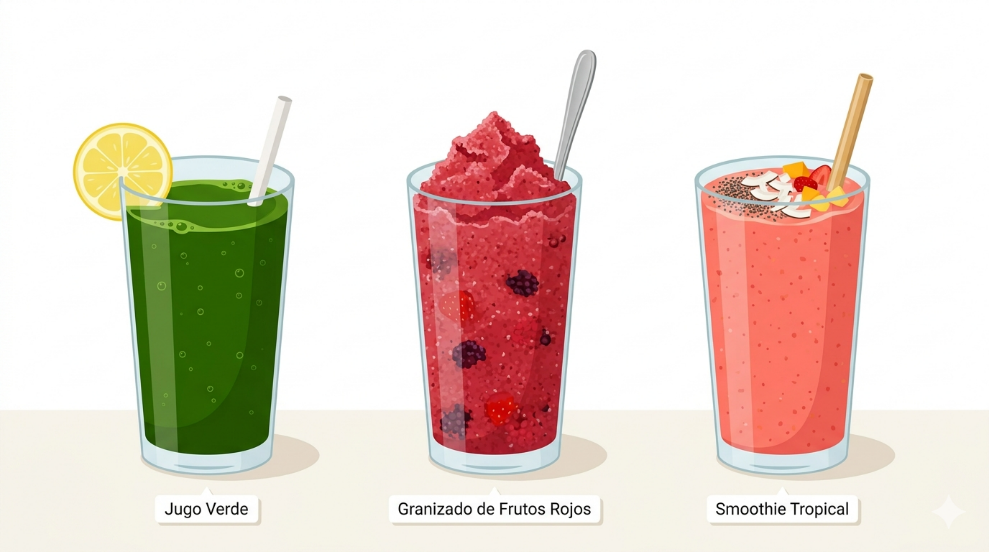 Jugo Verde
Granizado de Frutos Rojos
Smoothie Tropical